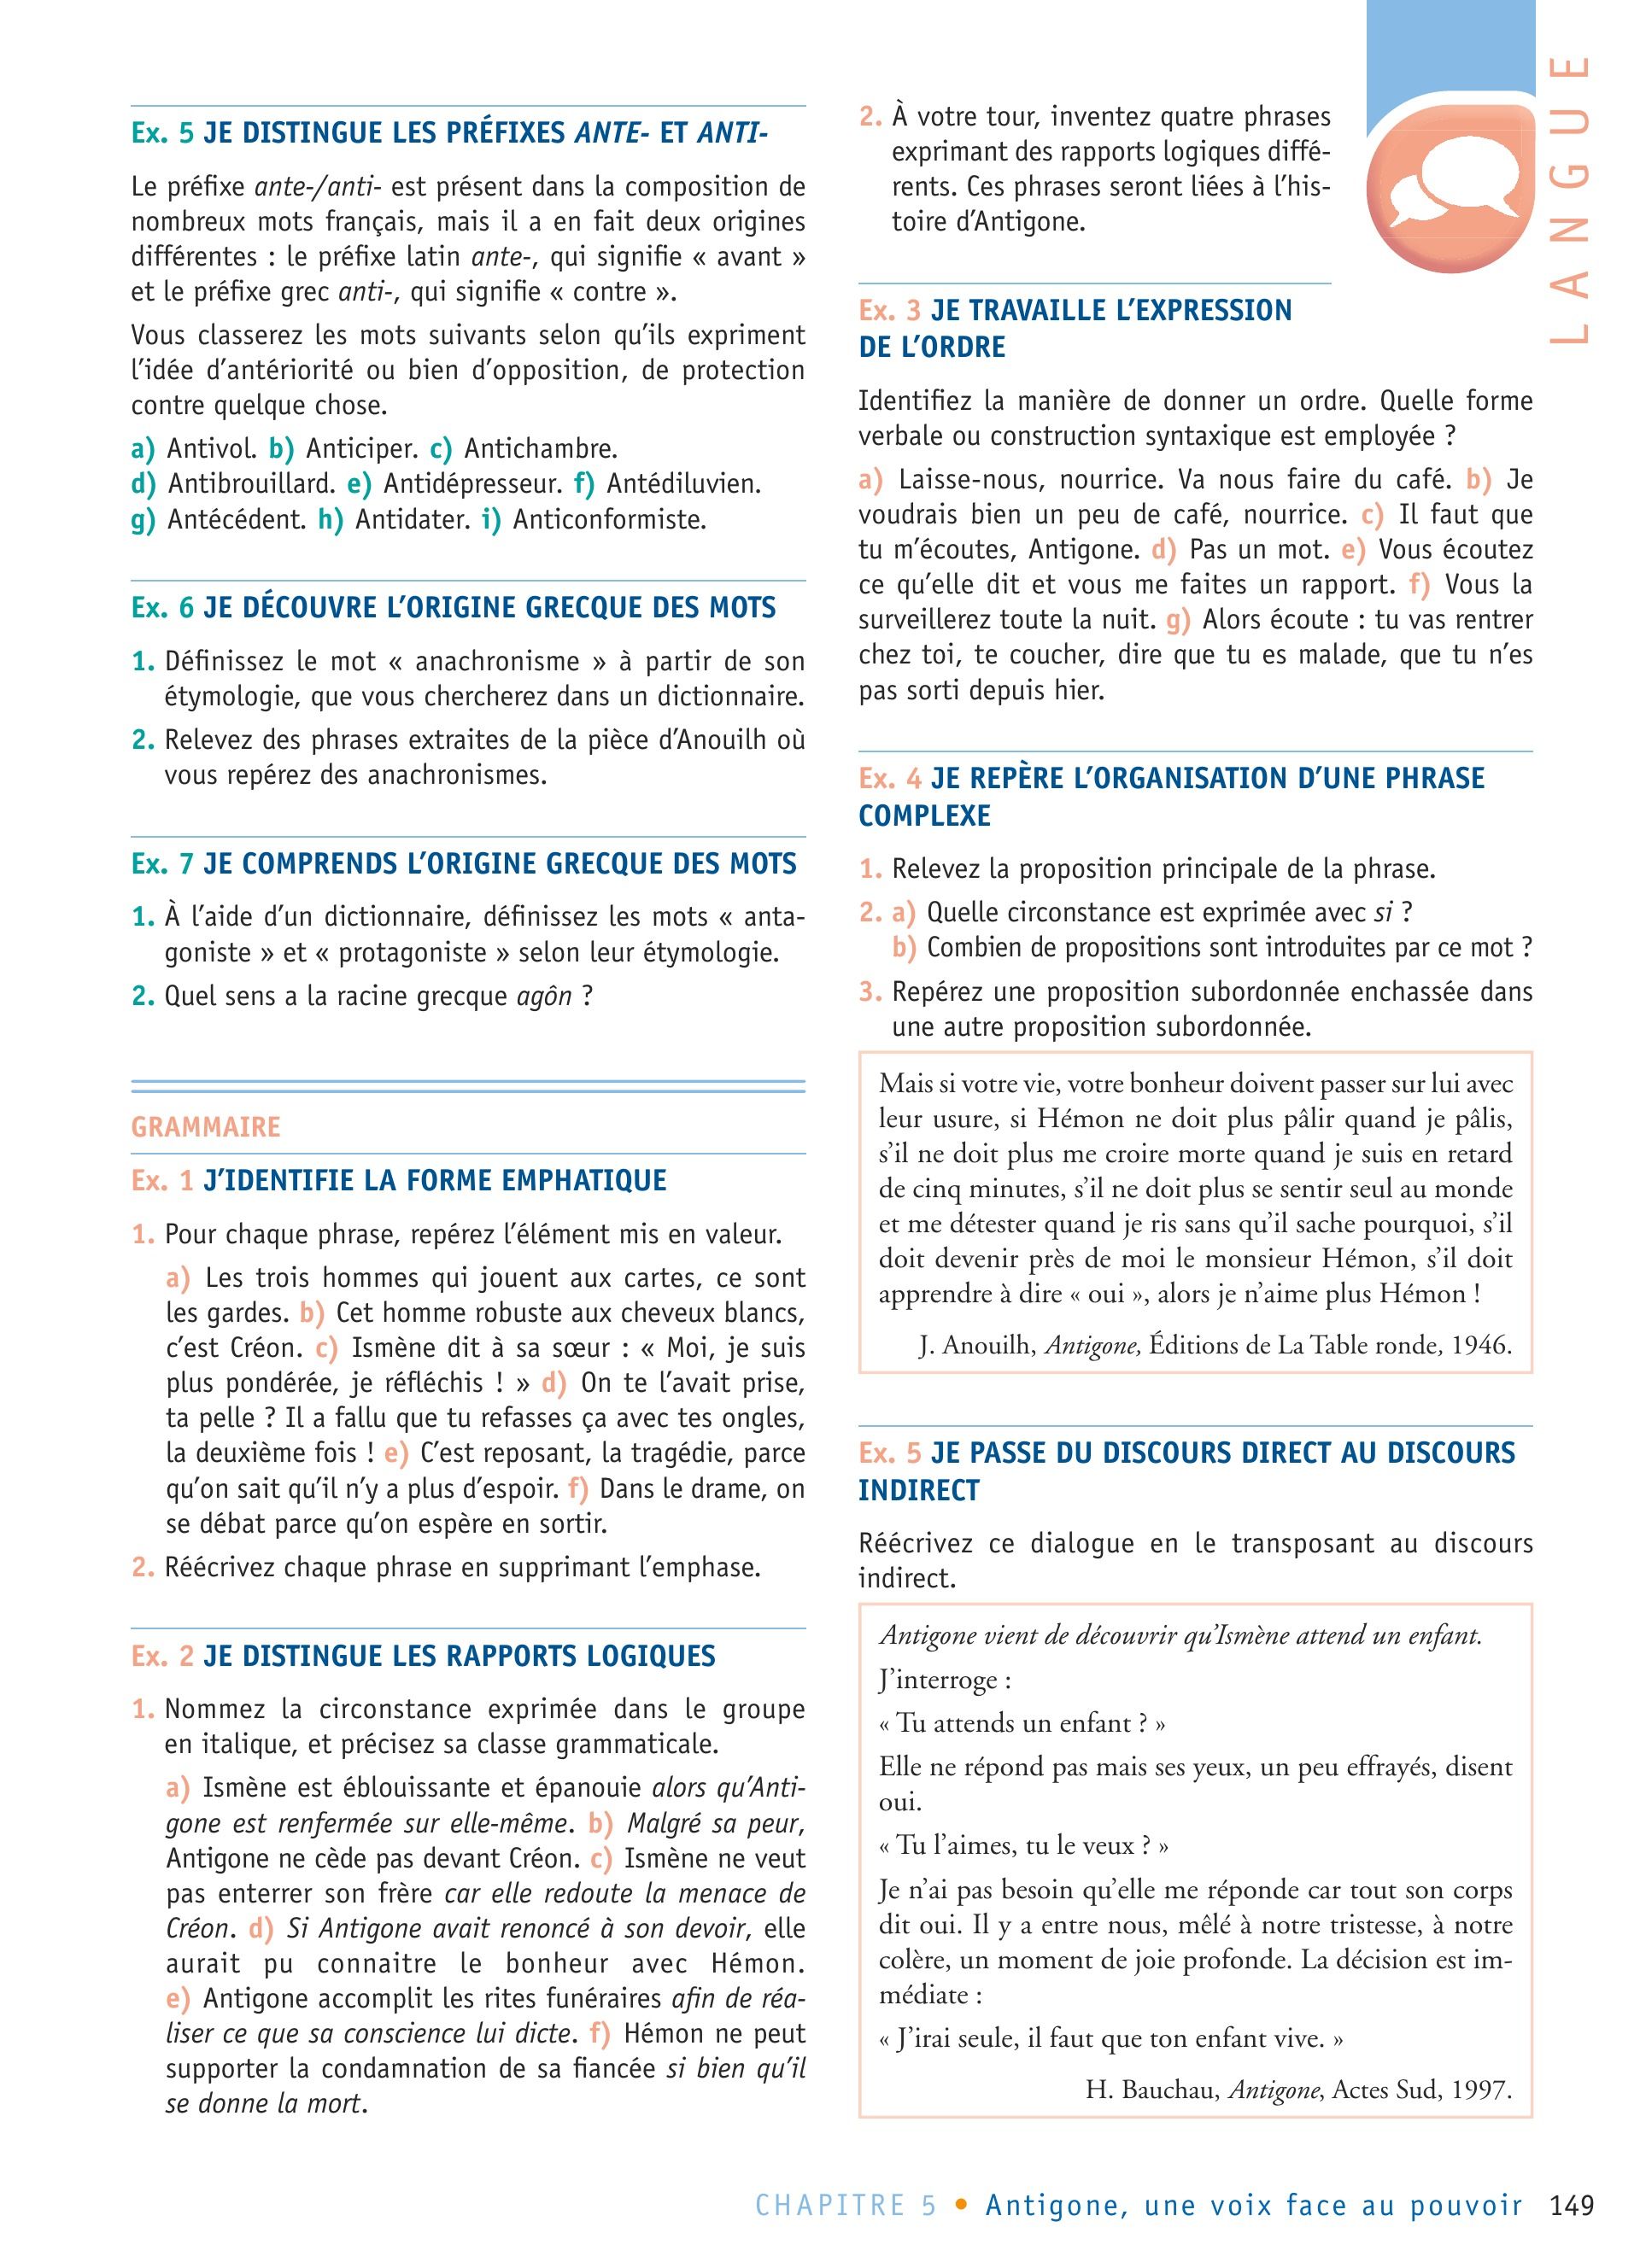 Ex. 5 JE DISTINGUE LES PRÉFIXES ANTE- ET ANTI-
Le préfixe ante-/anti- est présent dans la composition de
nombreux mots français, mais il a en fait deux origines
différentes : le préfixe latin ante-, qui signifie « avant »
et le préfixe grec anti-, qui signifie « contre ».
Vous classerez les mots suivants selon qu’ils expriment
l’idée d’antériorité ou bien d’opposition, de protection
contre quelque chose.
a) Antivol. b) Anticiper. c) Antichambre.
d) Antibrouillard. e) Antidépresseur. f) Antédiluvien.
g) Antécédent. h) Antidater. i) Anticonformiste.
Ex. 6 JE DÉCOUVRE L’ORIGINE GRECQUE DES MOTS
1. Définissez le mot « anachronisme » à partir de son
étymologie, que vous chercherez dans un dictionnaire.
2. Relevez des phrases extraites de la pièce d’Anouilh où
vous repérez des anachronismes.
Ex. 7 JE COMPRENDS L’ORIGINE GRECQUE DES MOTS
1. À l’aide d’un dictionnaire, définissez les mots « anta-
goniste » et « protagoniste » selon leur étymologie.
2. Quel sens a la racine grecque agôn ?
GRAMMAIRE
Ex. 1 J’IDENTIFIE LA FORME EMPHATIQUE
1. Pour chaque phrase, repérez l’élément mis en valeur.
a) Les trois hommes qui jouent aux cartes, ce sont
les gardes. b) Cet homme robuste aux cheveux blancs,
c’est Créon. c) Ismène dit à sa sœur : « Moi, je suis
plus pondérée, je réfléchis ! » d) On te l’avait prise,
ta pelle ? Il a fallu que tu refasses ça avec tes ongles,
la deuxième fois ! e) C’est reposant, la tragédie, parce
qu’on sait qu’il n’y a plus d’espoir. f) Dans le drame, on
se débat parce qu’on espère en sortir.
2. Réécrivez chaque phrase en supprimant l’emphase.
Ex. 2 JE DISTINGUE LES RAPPORTS LOGIQUES
1. Nommez la circonstance exprimée dans le groupe
en italique, et précisez sa classe grammaticale.
a) Ismène est éblouissante et épanouie alors qu’Anti-
gone est renfermée sur elle-même. b) Malgré sa peur,
Antigone ne cède pas devant Créon. c) Ismène ne veut
pas enterrer son frère car elle redoute la menace de
Créon. d) Si Antigone avait renoncé à son devoir, elle
aurait pu connaitre le bonheur avec Hémon.
e) Antigone accomplit les rites funéraires afin de réa-
liser ce que sa conscience lui dicte. f) Hémon ne peut
supporter la condamnation de sa fiancée si bien qu’il
se donne la mort.
2. À votre tour, inventez quatre phrases
exprimant des rapports logiques diffé-
rents. Ces phrases seront liées à l’his-
toire d’Antigone.
Ex. 3 JE TRAVAILLE L’EXPRESSION
DE L’ORDRE
Identifiez la manière de donner un ordre. Quelle forme
verbale ou construction syntaxique est employée ?
a) Laisse-nous, nourrice. Va nous faire du café. b) Je
voudrais bien un peu de café, nourrice. c) Il faut que
tu m’écoutes, Antigone. d) Pas un mot. e) Vous écoutez
ce qu’elle dit et vous me faites un rapport. f) Vous la
surveillerez toute la nuit. g) Alors écoute : tu vas rentrer
chez toi, te coucher, dire que tu es malade, que tu n’es
pas sorti depuis hier.
Ex. 4 JE REPÈRE L’ORGANISATION D’UNE PHRASE
COMPLEXE
1. Relevez la proposition principale de la phrase.
2. a) Quelle circonstance est exprimée avec si ?
b) Combien de propositions sont introduites par ce mot ?
3. Repérez une proposition subordonnée enchassée dans
une autre proposition subordonnée.
Mais si votre vie, votre bonheur doivent passer sur lui avec
leur usure, si Hémon ne doit plus pâlir quand je pâlis,
s’il ne doit plus me croire morte quand je suis en retard
de cinq minutes, s’il ne doit plus se sentir seul au monde
et me détester quand je ris sans qu’il sache pourquoi, s’il
doit devenir près de moi le monsieur Hémon, s’il doit
apprendre à dire « oui », alors je n’aime plus Hémon !
J. Anouilh, Antigone, Éditions de La Table ronde, 1946.
Ex. 5 JE PASSE DU DISCOURS DIRECT AU DISCOURS
INDIRECT
Réécrivez ce dialogue en le transposant au discours
indirect.
Antigone vient de découvrir qu’Ismène attend un enfant.
J’interroge :
« Tu attends un enfant ? »
Elle ne répond pas mais ses yeux, un peu effrayés, disent
oui.
« Tu l’aimes, tu le veux ? »
Je n’ai pas besoin qu’elle me réponde car tout son corps
dit oui. Il y a entre nous, mêlé à notre tristesse, à notre
colère, un moment de joie profonde. La décision est im-
médiate :
« J’irai seule, il faut que ton enfant vive. »
H. Bauchau, Antigone, Actes Sud, 1997.
LANGUE
CHAPITRE 5 • Antigone, une voix face au pouvoir 149